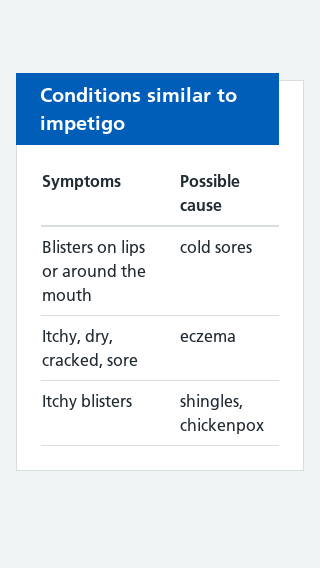 Conditions similar to
impetigo
Symptoms
Possible
cause
Blisters on lips
or around the
mouth
cold sores
Itchy, dry,
cracked, sore
eczema
Itchy blisters
shingles,
chickenpox